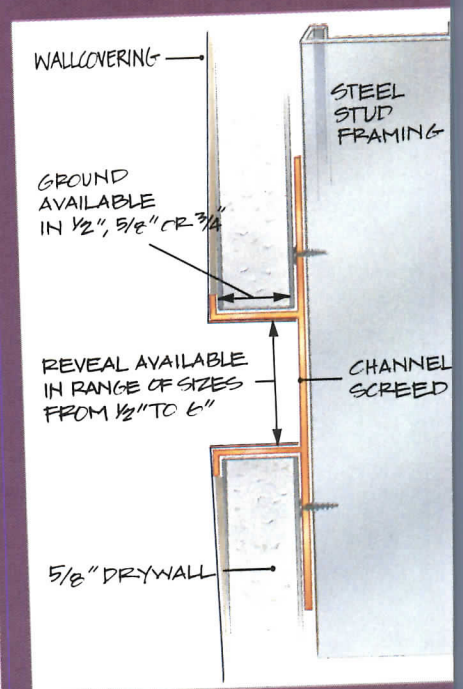 WALLCOVERING
STEEL
STUD
FRAMING
GROUND
AVAILABLE
IN 1/2", 5/8" OR 3/4"
REVEAL AVAILABLE
IN RANGE OF SIZES
FROM 1/2" TO 6"
CHANNEL
SCREED
5/8" DRYWALL